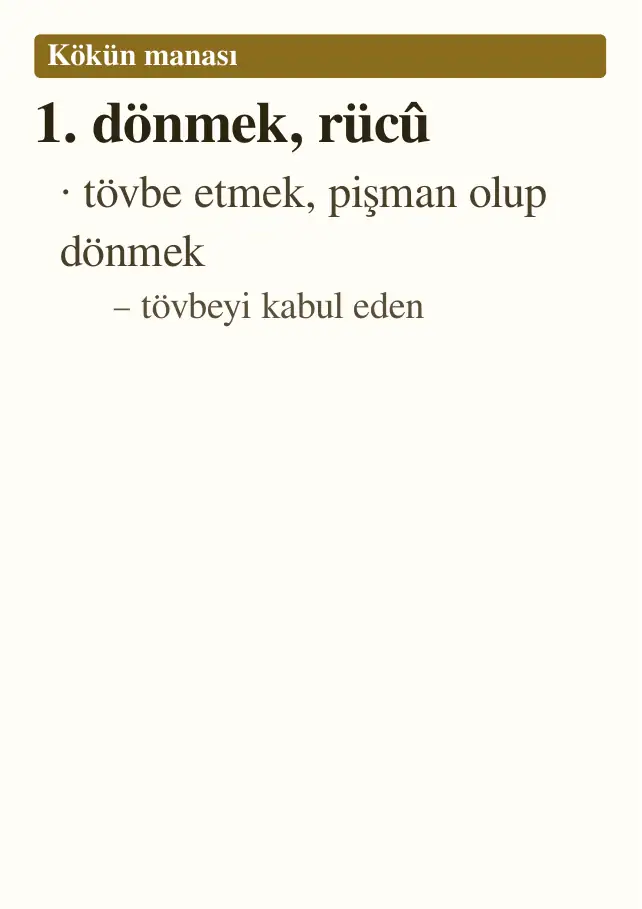 Kökün manası
1. dönmek, rücû
· tövbe etmek, pişman olup
dönmek
– tövbeyi kabul eden